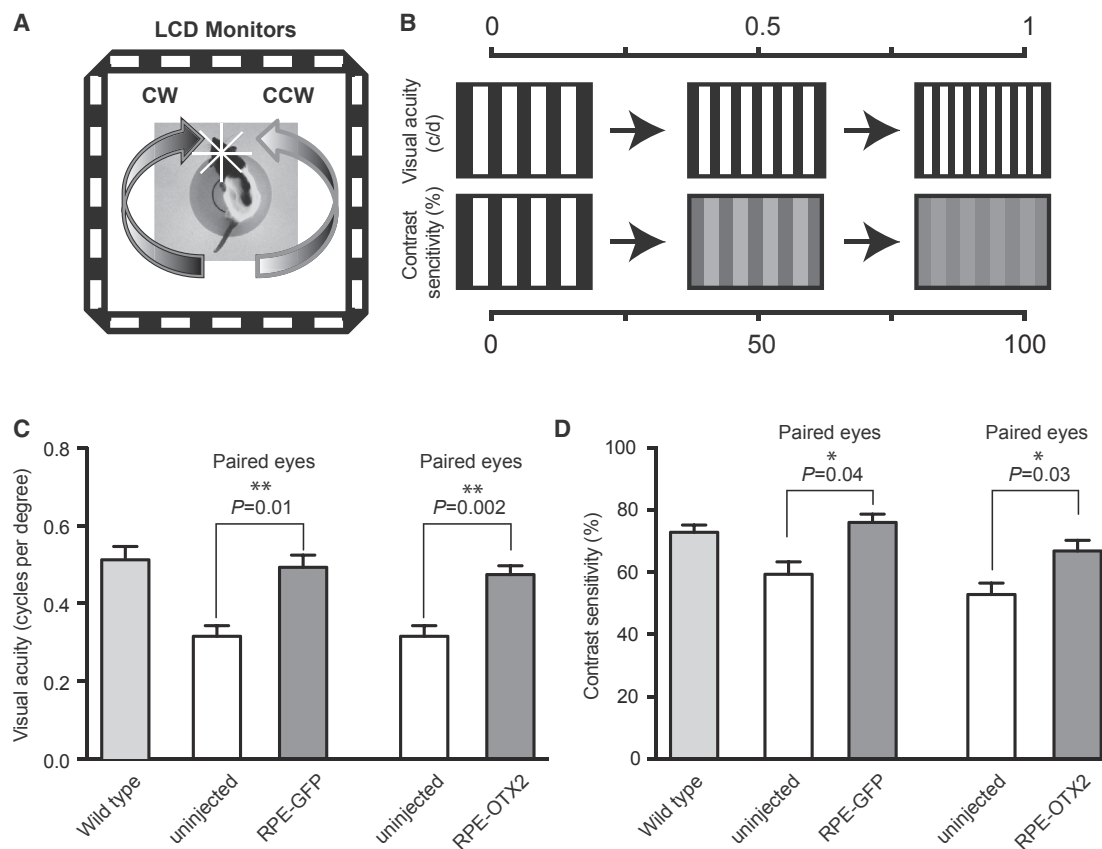 A
LCD Monitors
CW
CCW
B
0
0.5
1
Visual acuity
(c/d)
Contrast
sencitivity (%)
0
50
100
C
Visual acuity (cycles per degree)
0.8
0.6
0.4
0.2
0.0
Paired eyes
**
P=0.01
Paired eyes
**
P=0.002
Wild type
uninjected
RPE-GFP
uninjected
RPE-OTX2
D
Contrast sensitivity (%)
100
80
60
40
20
0
Paired eyes
*
P=0.04
Paired eyes
*
P=0.03
Wild type
uninjected
RPE-GFP
uninjected
RPE-OTX2